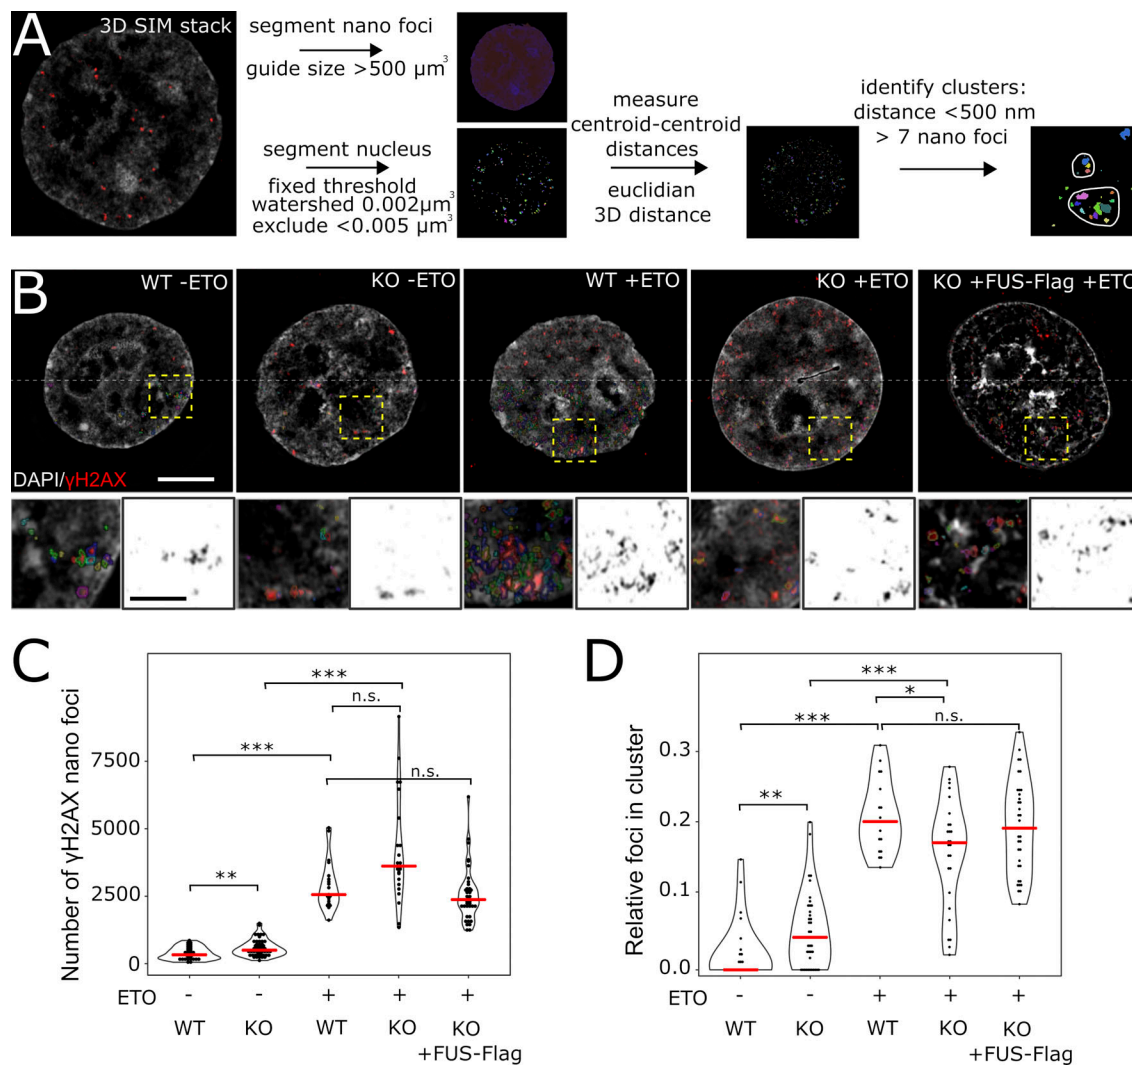 A
3D SIM stack
segment nano foci
guide size >500 µm³
segment nucleus
fixed threshold
watershed 0.002µm³
exclude <0.005 µm³
measure
centroid-centroid
distances
euclidian
3D distance
identify clusters:
distance <500 nm
> 7 nano foci
B
WT -ETO
KO -ETO
WT +ETO
KO +ETO
KO +FUS-Flag +ETO
DAPI/γH2AX
C
Number of γH2AX nano foci
7500
5000
2500
0
***
n.s.
***
n.s.
**
ETO - - + + +
WT KO WT KO KO
+FUS-Flag
D
Relative foci in cluster
0.3
0.2
0.1
0.0
***
*
***
n.s.
**
ETO - - + + +
WT KO WT KO KO
+FUS-Flag